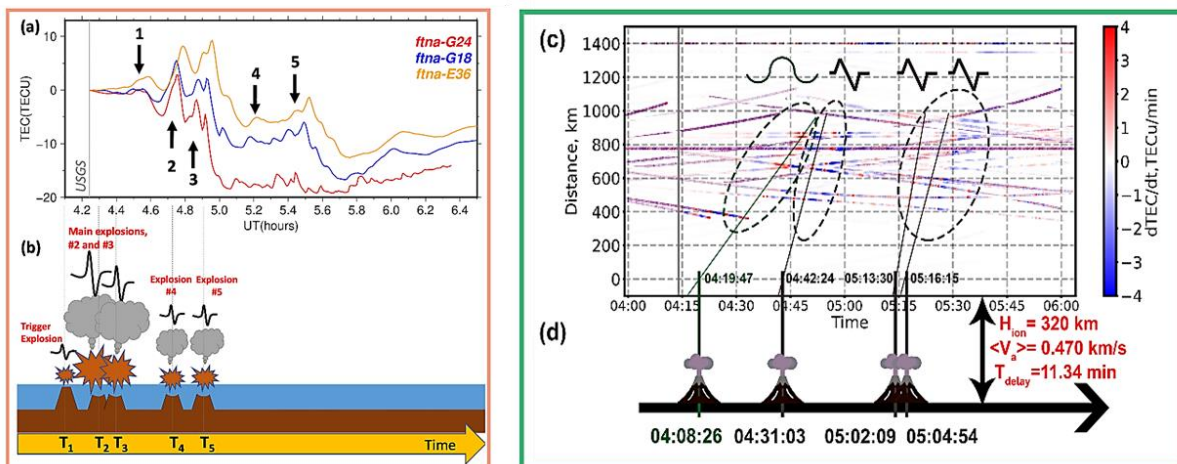 (a)
10
0
−10
−20
TEC(TECU)
1
2
3
4
5
ftna-G24
ftna-G18
ftna-E36
USGS
4.2 4.4 4.6 4.8 5.0 5.2 5.4 5.6 5.8 6.0 6.2 6.4
UT(hours)
(b)
Main explosions,
#2 and #3
Trigger
Explosion
Explosion
#4
Explosion
#5
T1 T2 T3 T4 T5 Time
(c)
1400
1200
1000
800
600
400
200
0
Distance, km
04:19:47 04:42:24 05:13:30 05:16:15
04:00 04:15 04:30 04:45 05:00 05:15 05:30 05:45 06:00
Time
4
3
2
1
0
−1
−2
−3
−4
dTEC/dt, TECu/min
(d)
Hion= 320 km
<Va>= 0.470 km/s
Tdelay =11.34 min
04:08:26 04:31:03 05:02:09 05:04:54